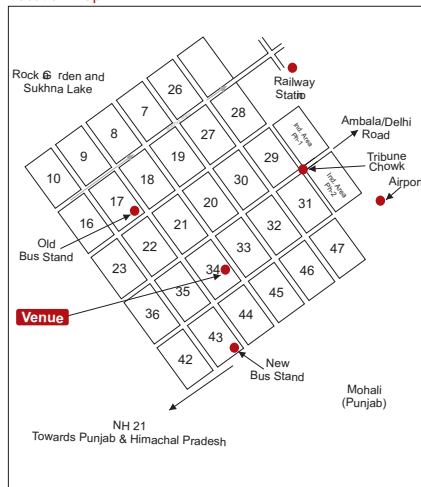 Rock Garden and
Sukhna Lake
Railway
Station
26
7
8
9
10
28
27
19
18
17
16
Ind. Area
Ph-1
Ambala/Delhi
Road
Tribune
Chowk
Ind. Area
Ph-2
Airport
29
30
20
21
22
23
Old
Bus Stand
31
32
33
34
35
36
Venue
47
46
45
44
43
42
New
Bus Stand
Mohali
(Punjab)
NH 21
Towards Punjab & Himachal Pradesh